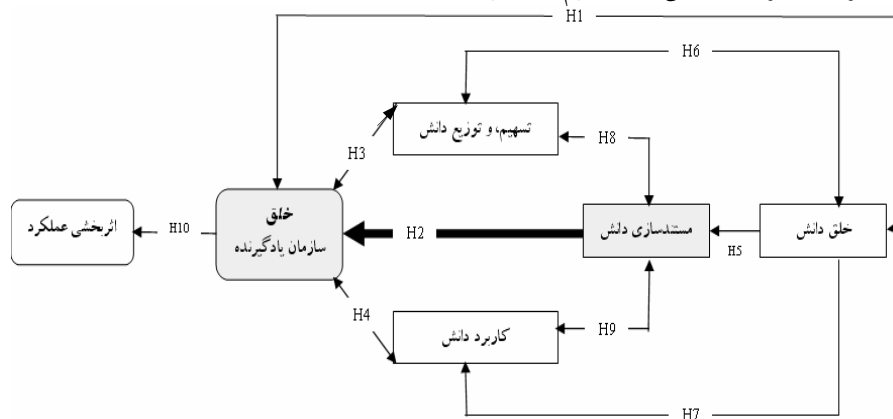 H1
H6
تسهیم، و توزیع دانش
H8
H3
خلق
سازمان یادگیرنده
H2
مستندسازی دانش
H5
خلق دانش
H10
اثربخشی عملکرد
H4
کاربرد دانش
H9
H7